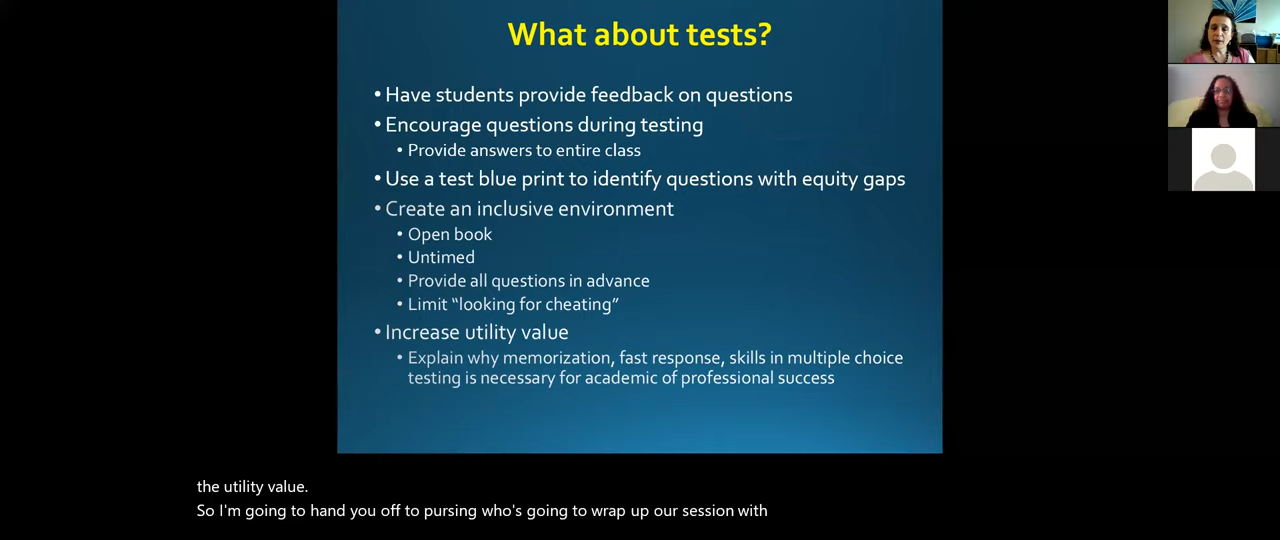 What about tests?
• Have students provide feedback on questions
• Encourage questions during testing
• Provide answers to entire class
• Use a test blue print to identify questions with equity gaps
• Create an inclusive environment
• Open book
• Untimed
• Provide all questions in advance
• Limit “looking for cheating”
• Increase utility value
• Explain why memorization, fast response, skills in multiple choice
testing is necessary for academic of professional success
the utility value.
So I'm going to hand you off to pursing who's going to wrap up our session with